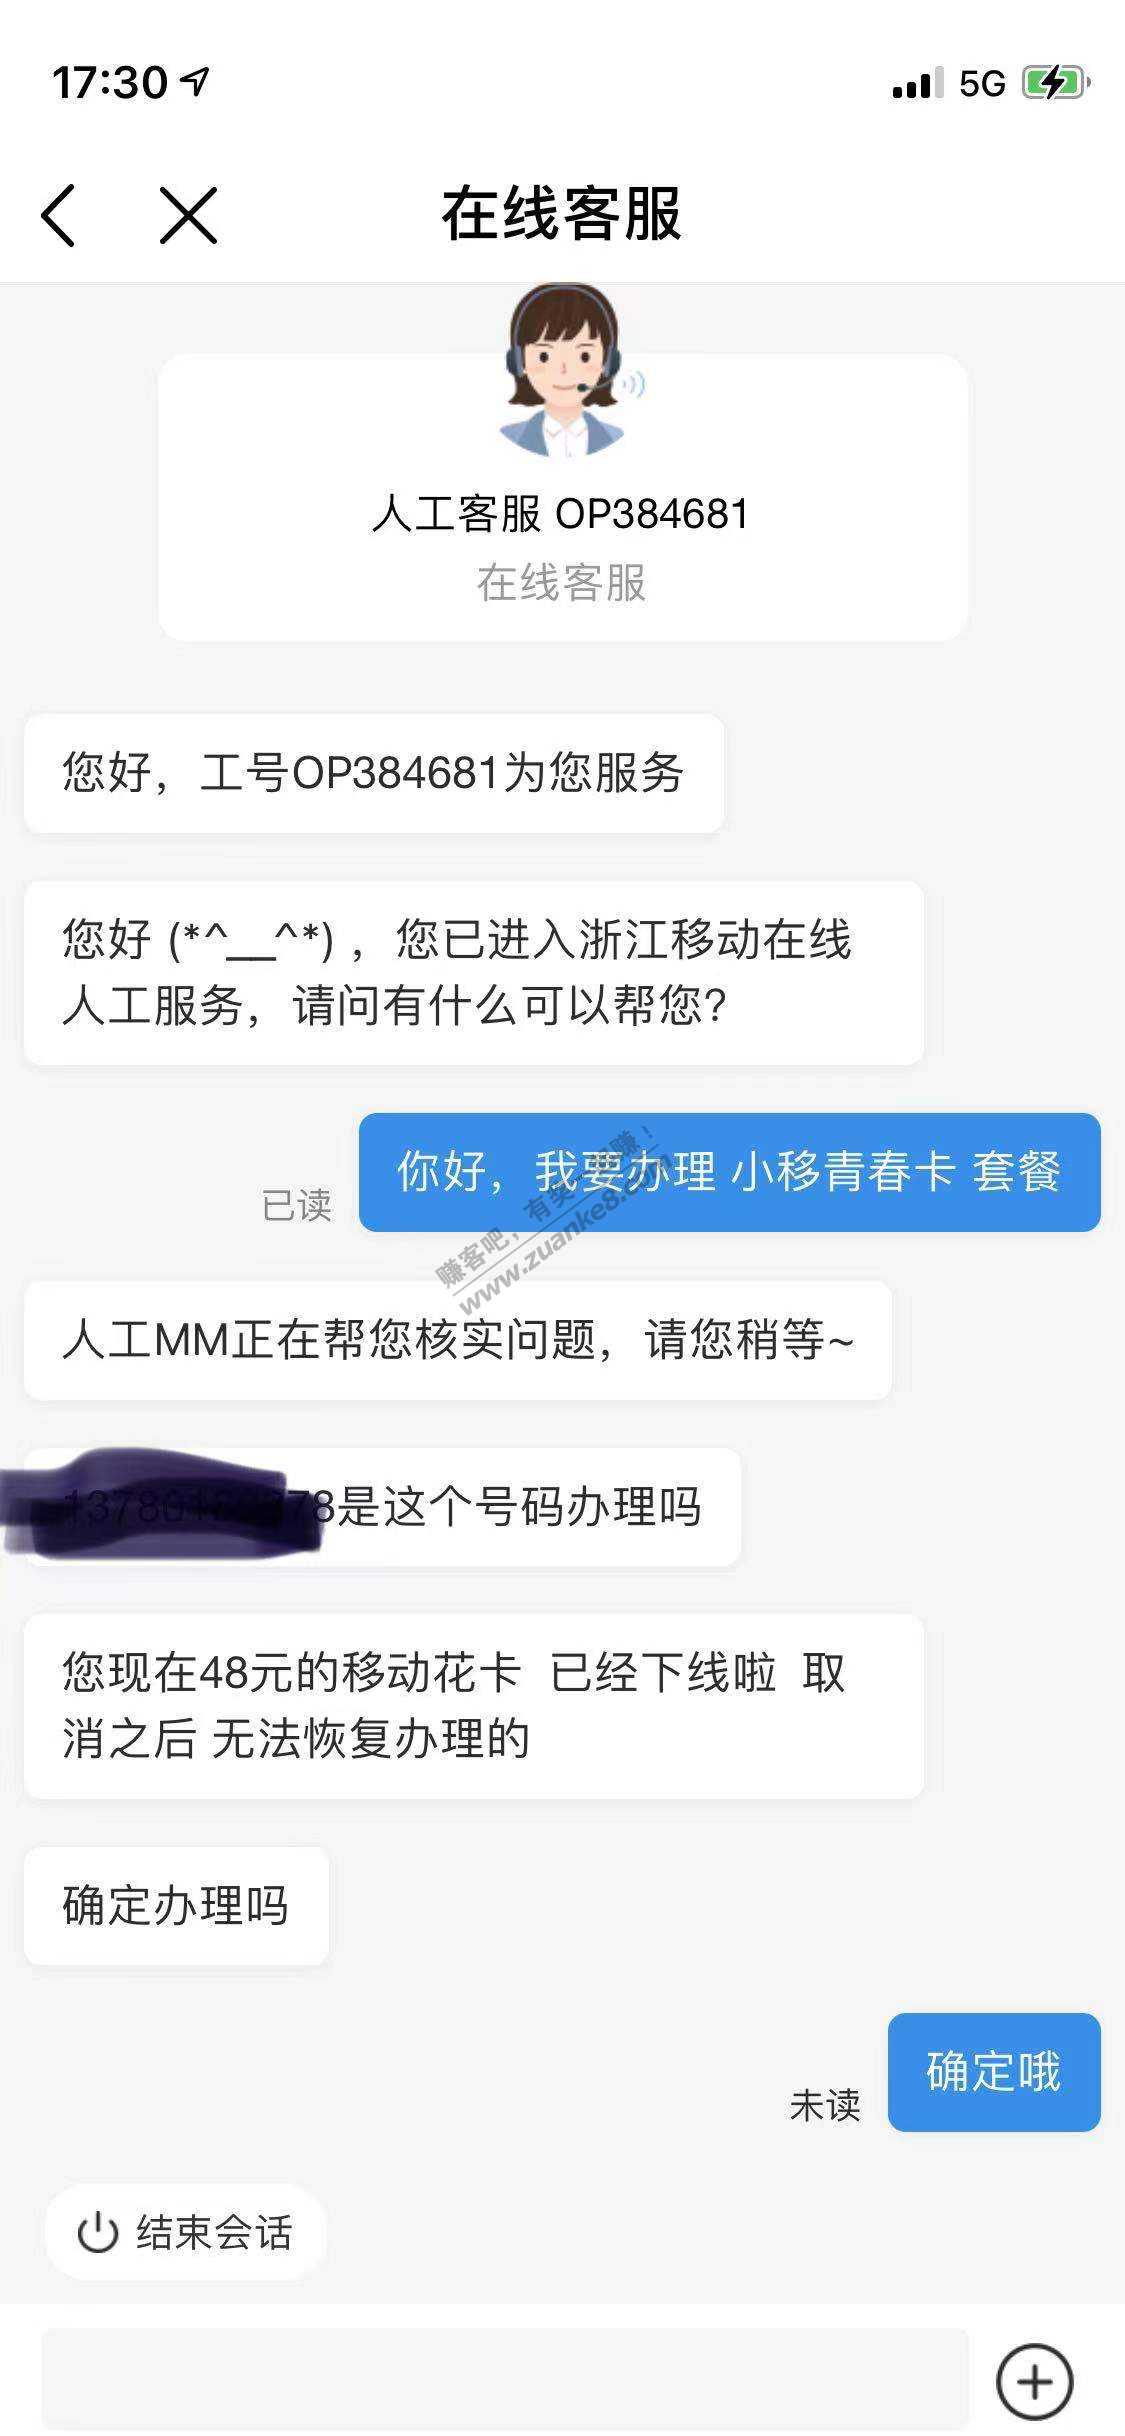 17:30
5G
在线客服
人工客服 OP384681
在线客服
您好，工号OP384681为您服务
您好 (*^__^*) ，您已进入浙江移动在线
人工服务，请问有什么可以帮您?
你好，我要办理 小移青春卡 套餐
已读
赚客吧，有奖一起赚！
www.zuanke8.com
人工MM正在帮您核实问题，请您稍等~
8是这个号码办理吗
您现在48元的移动花卡 已经下线啦 取
消之后 无法恢复办理的
确定办理吗
确定哦
未读
结束会话